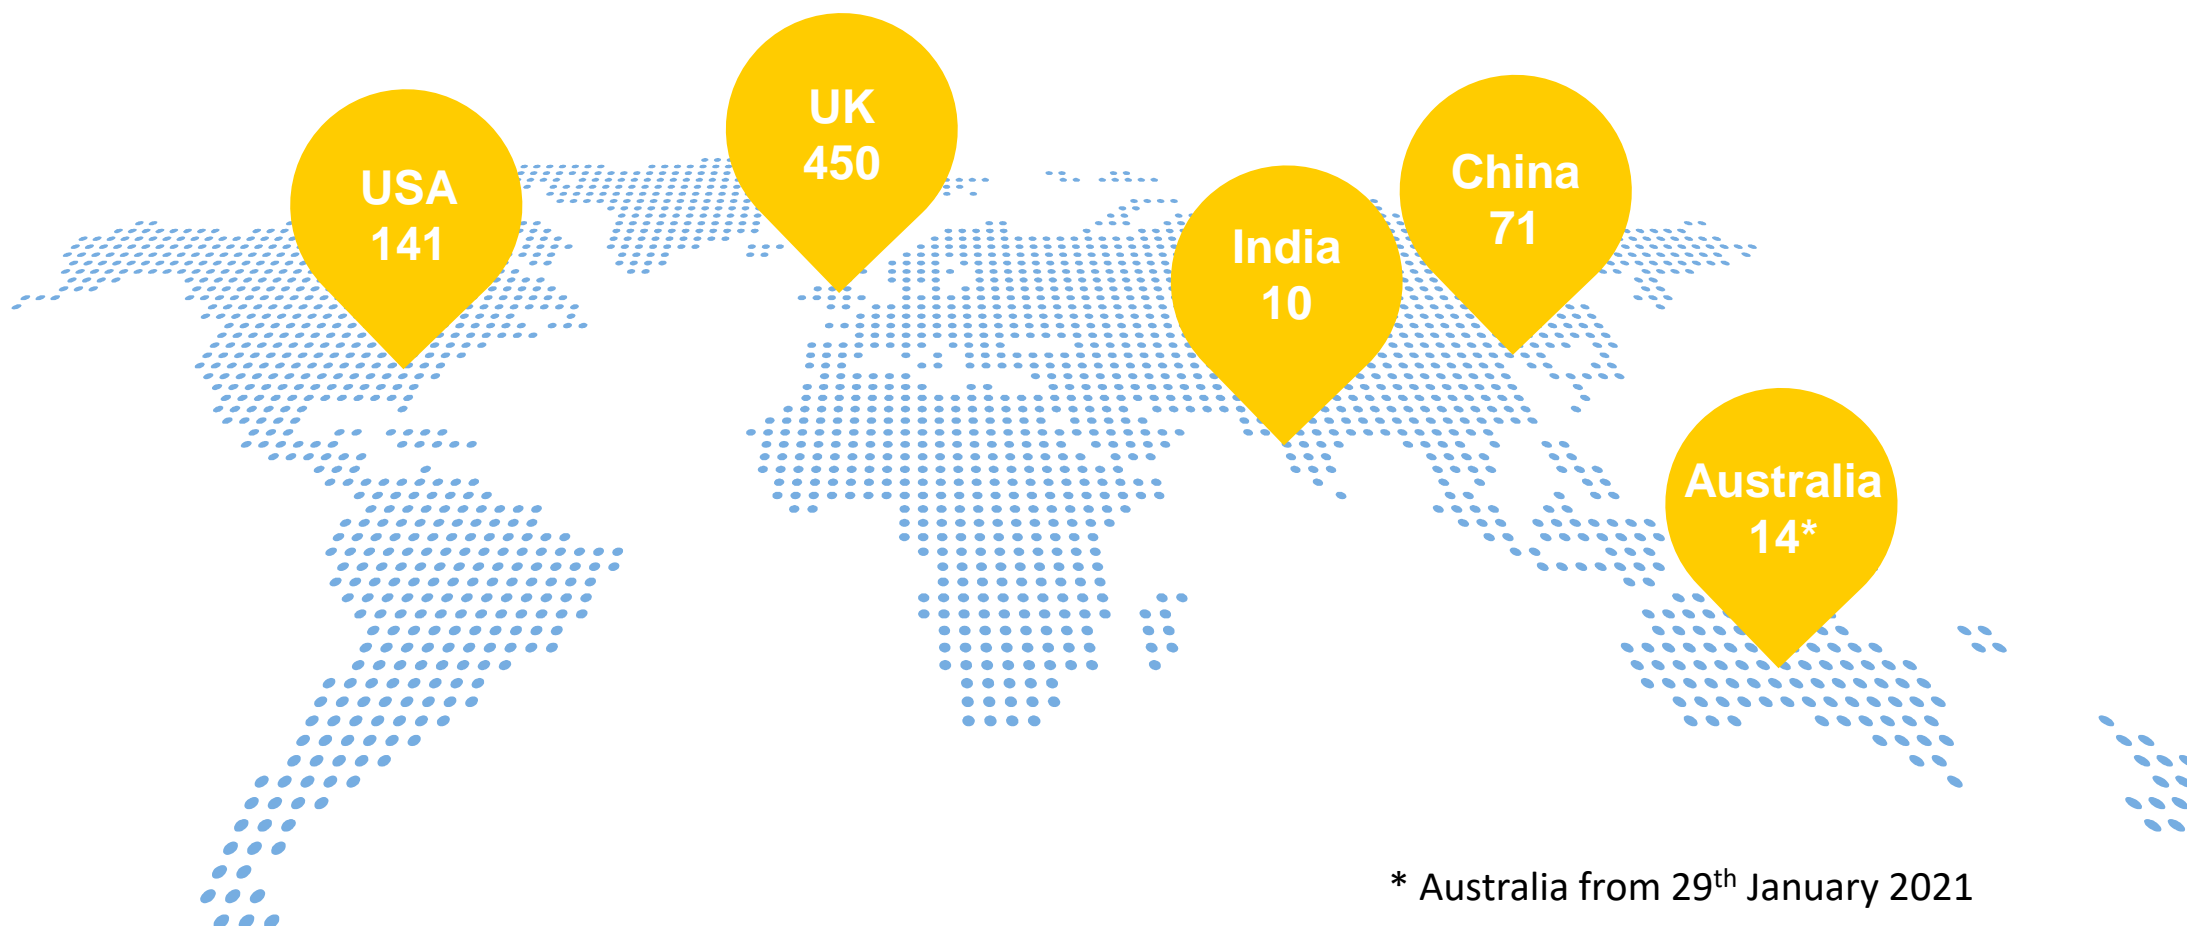 USA
141
UK
450
India
10
China
71
Australia
14*
* Australia from 29th January 2021